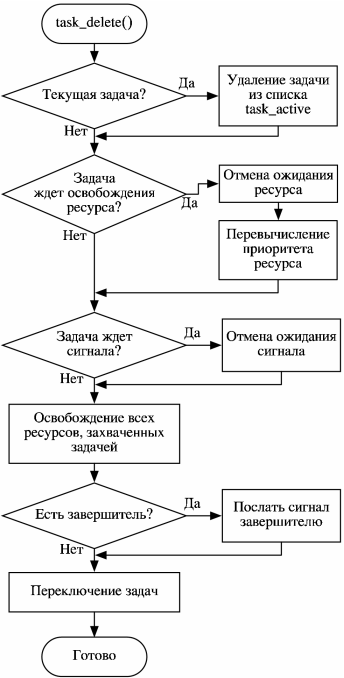 task_delete()
Текущая задача?
Да
Удаление задачи
из списка
task_active
Нет
Задача
ждет освобождения
ресурса?
Да
Отмена ожидания
ресурса
Нет
Перевычисление
приоритета
ресурса
Задача ждет
сигнала?
Да
Отмена ожидания
сигнала
Нет
Освобождение всех
ресурсов, захваченных
задачей
Есть завершитель?
Да
Послать сигнал
завершителю
Нет
Переключение задач
Готово